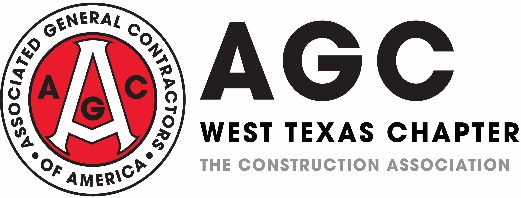 ASSOCIATED GENERAL CONTRACTORS
• OF AMERICA •
A G C
AGC
WEST TEXAS CHAPTER
THE CONSTRUCTION ASSOCIATION